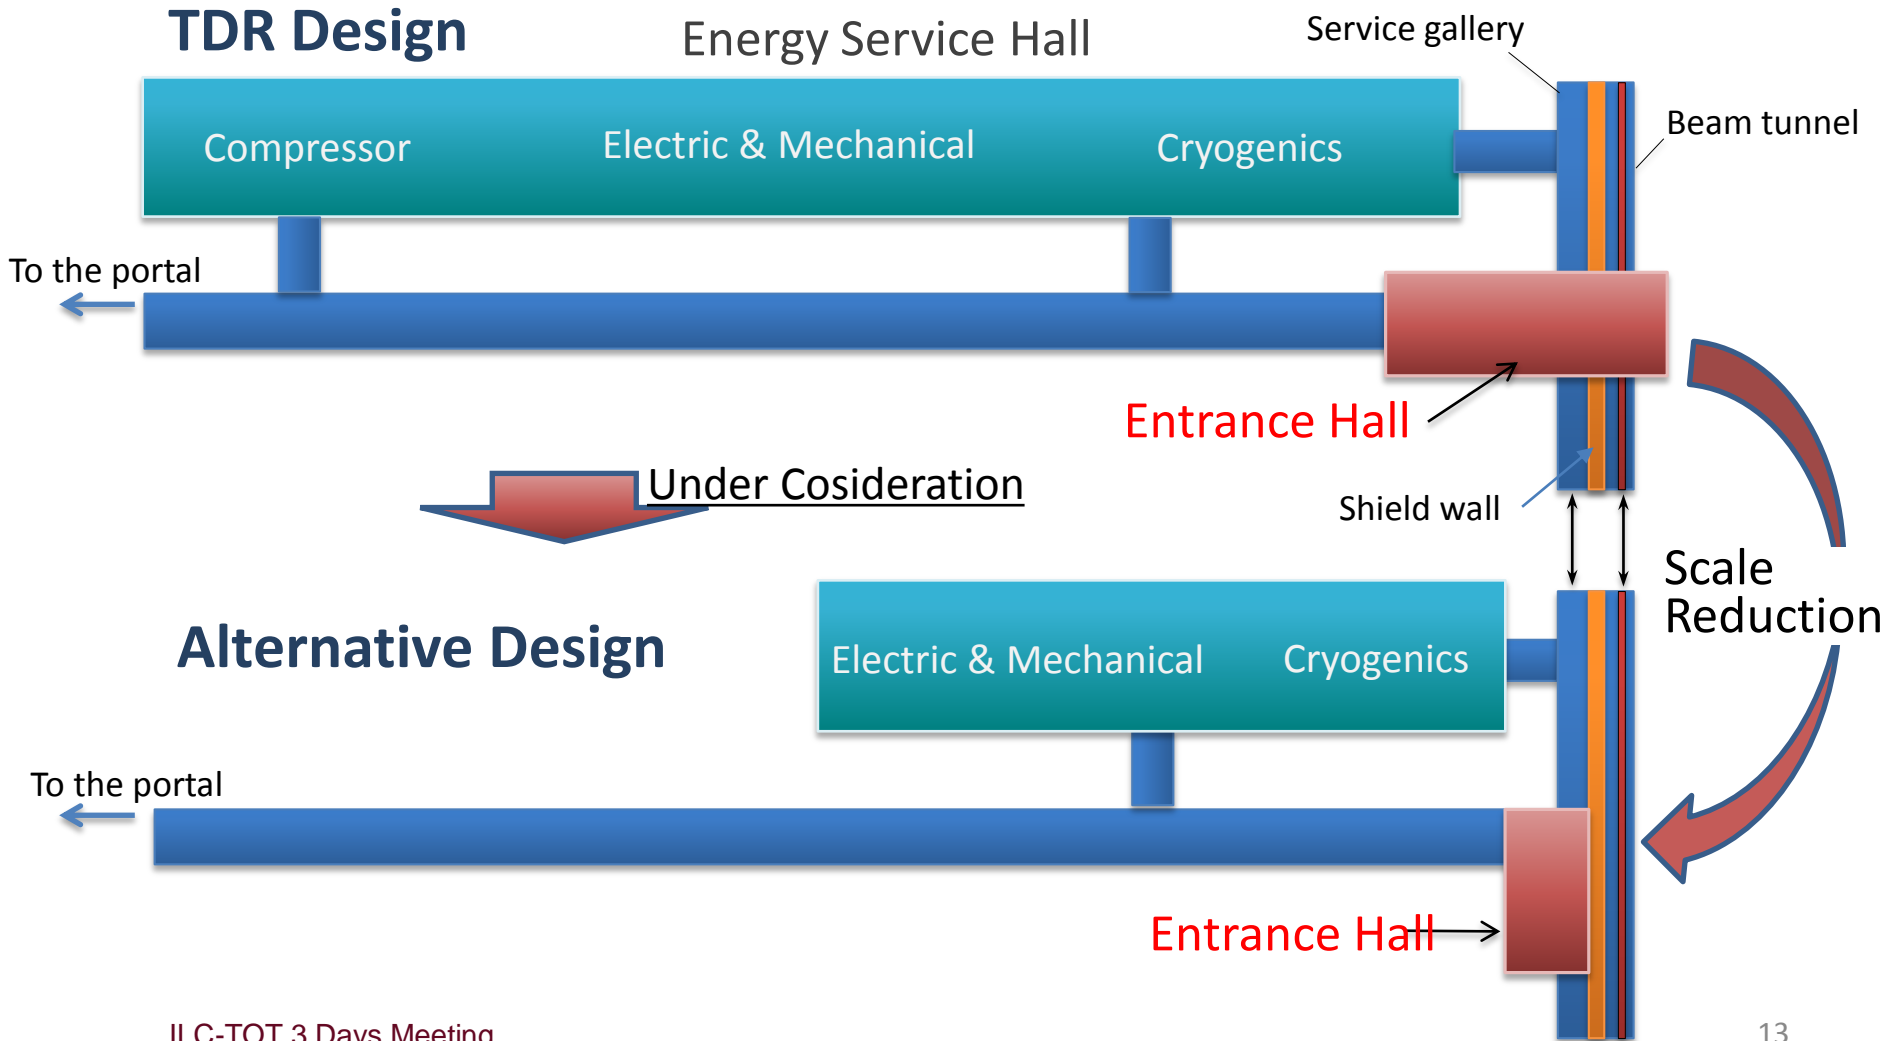 TDR Design
Energy Service Hall
Service gallery
Beam tunnel
Compressor
Electric & Mechanical
Cryogenics
To the portal
Entrance Hall
Under Cosideration
Shield wall
Scale
Reduction
Alternative Design
Electric & Mechanical
Cryogenics
To the portal
Entrance Hall
ILC-TOT 3 Days Meeting
13